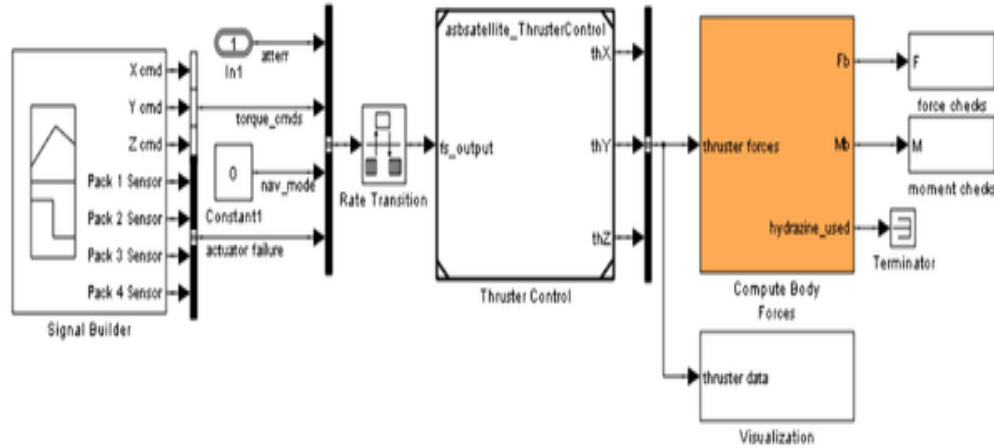 X cmd
Y cmd
Z cmd
Pack 1 Sensor
Pack 2 Sensor
Pack 3 Sensor
Pack 4 Sensor
Signal Builder
1
In1
atterr
torque_cmds
0
Constant1
nav_mode
actuator failure
Rate Transition
asbsatellite_ThrusterControl
fs_output
thX
thY
thZ
Thruster Control
thruster forces
Fb
Mb
hydrazine_used
Compute Body
Forces
F
force checks
M
moment checks
Terminator
thruster data
Visualization